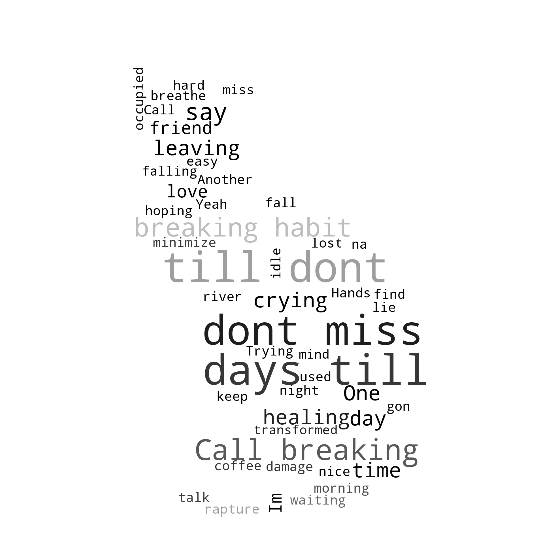 occupied
hard
breathe
miss
Call
say
friend
leaving
easy
falling
Another
love
Yeah
fall
hoping
breaking habit
minimize
lost
na
till dont
idle
river
crying
Hands
find
lie
dont miss
Trying
mind
days till
used
night
keep
One
gon
healing
day
transformed
Call breaking
coffee
damage
nice
time
morning
talk
Im
waiting
rapture